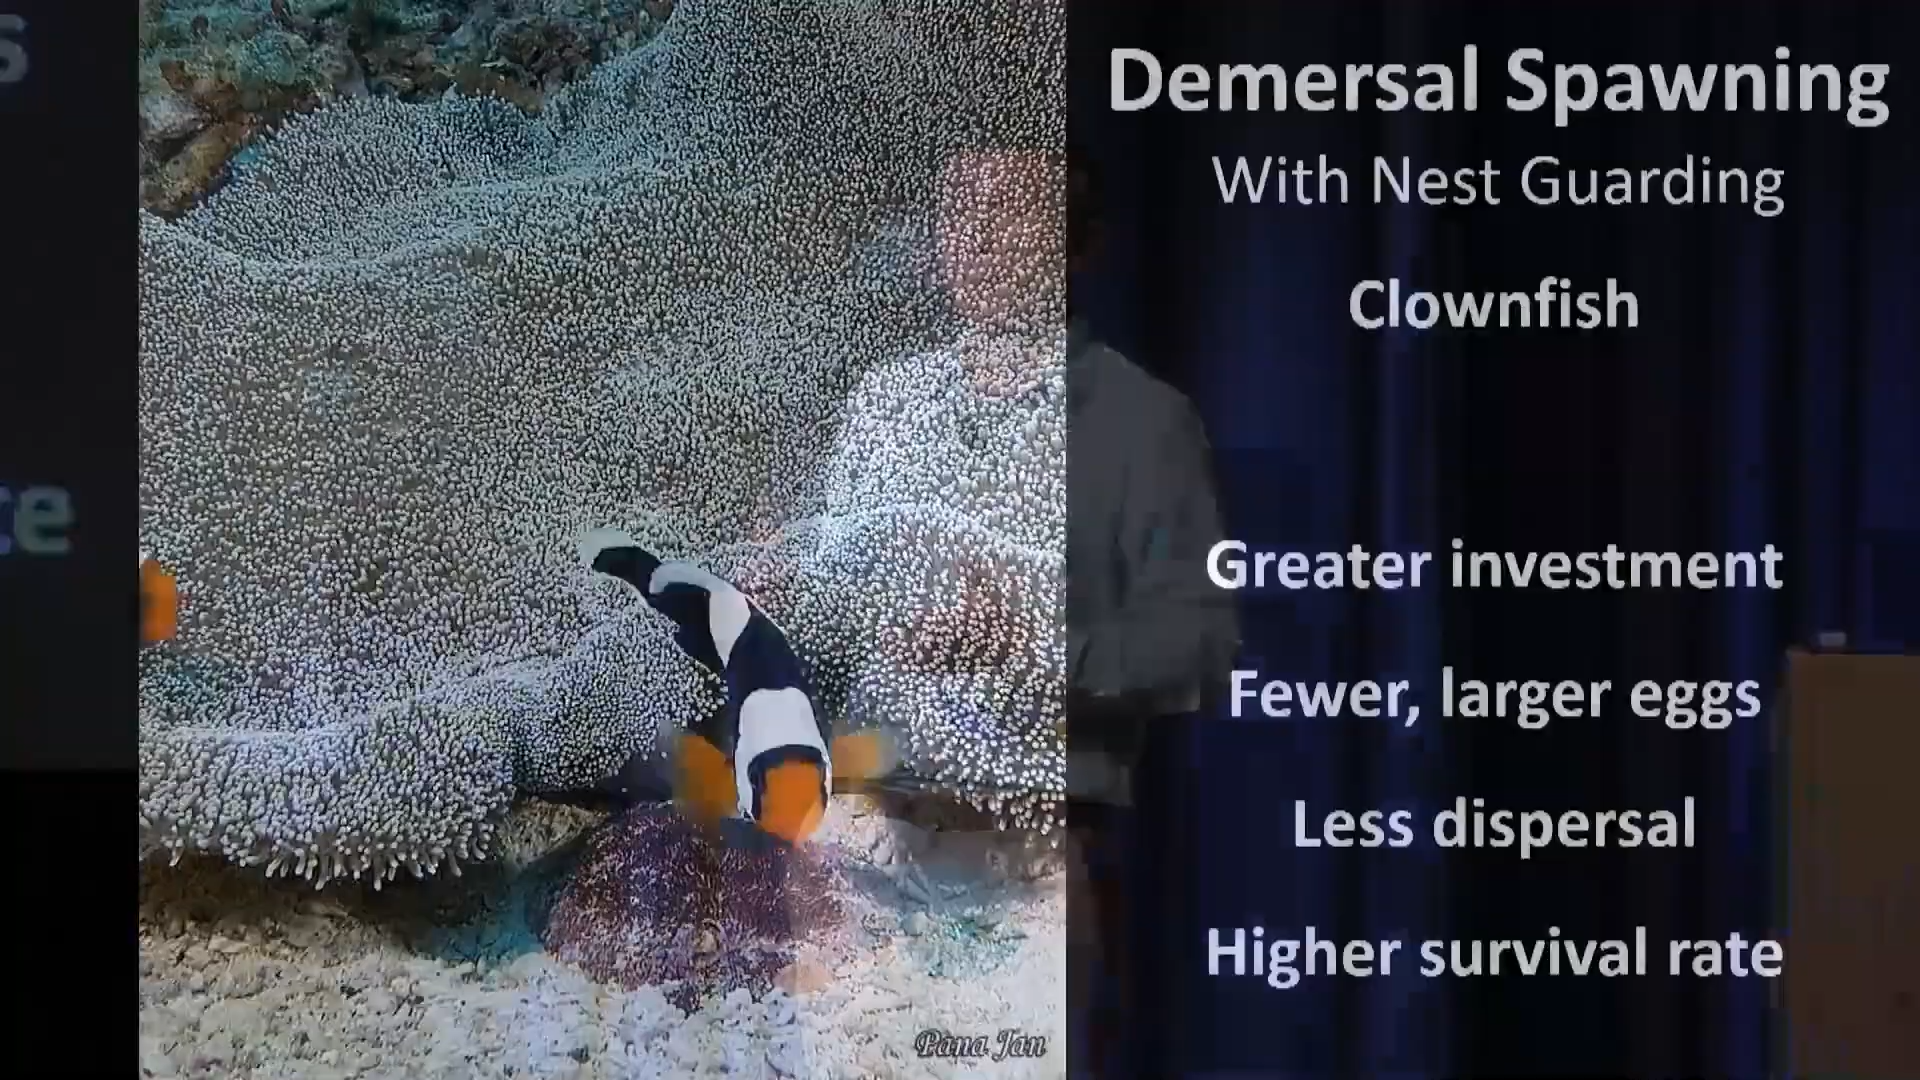 Demersal Spawning
With Nest Guarding
Clownfish
Greater investment
Fewer, larger eggs
Less dispersal
Higher survival rate
Pana Jan